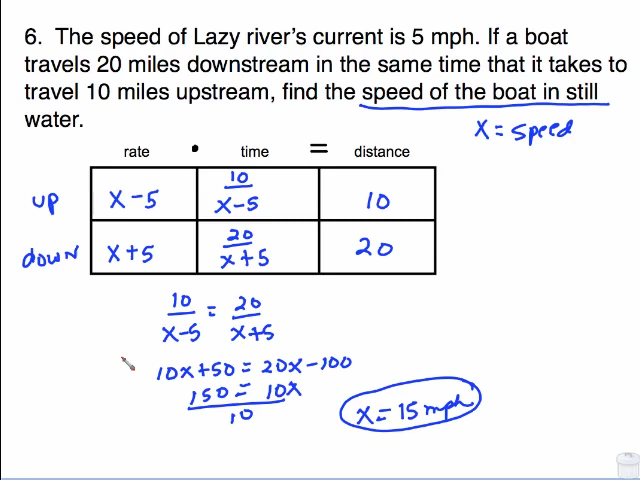 6. The speed of Lazy river's current is 5 mph. If a boat
travels 20 miles downstream in the same time that it takes to
travel 10 miles upstream, find the speed of the boat in still
water.
x = speed
rate • time = distance
up x-5 10/x-5 10
down x+5 20/x+5 20
10/x-5 = 20/x+5
10x+50 = 20x-100
150 = 10x
10
x = 15 mph